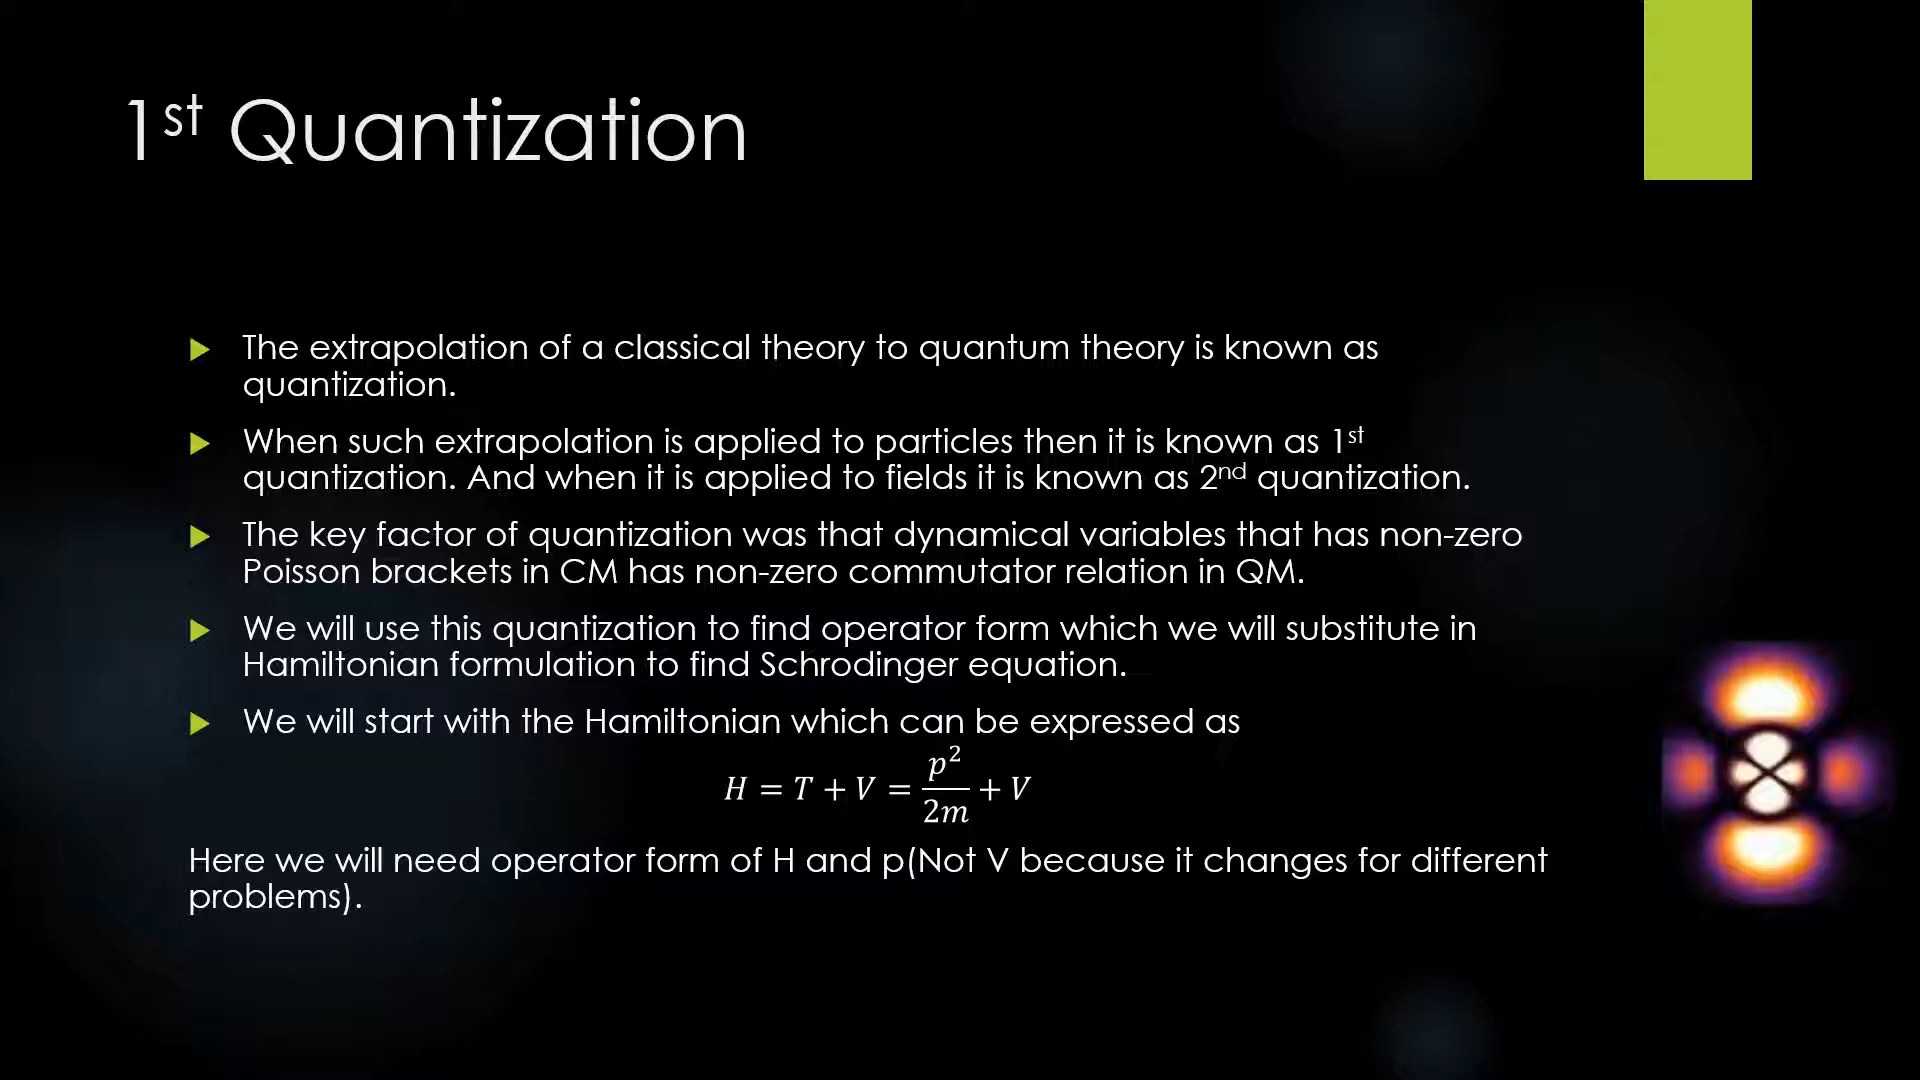 1st Quantization
The extrapolation of a classical theory to quantum theory is known as
quantization.
When such extrapolation is applied to particles then it is known as 1st
quantization. And when it is applied to fields it is known as 2nd quantization.
The key factor of quantization was that dynamical variables that has non-zero
Poisson brackets in CM has non-zero commutator relation in QM.
We will use this quantization to find operator form which we will substitute in
Hamiltonian formulation to find Schrodinger equation.
We will start with the Hamiltonian which can be expressed as
H = T + V = p²/2m + V
Here we will need operator form of H and p(Not V because it changes for different
problems).